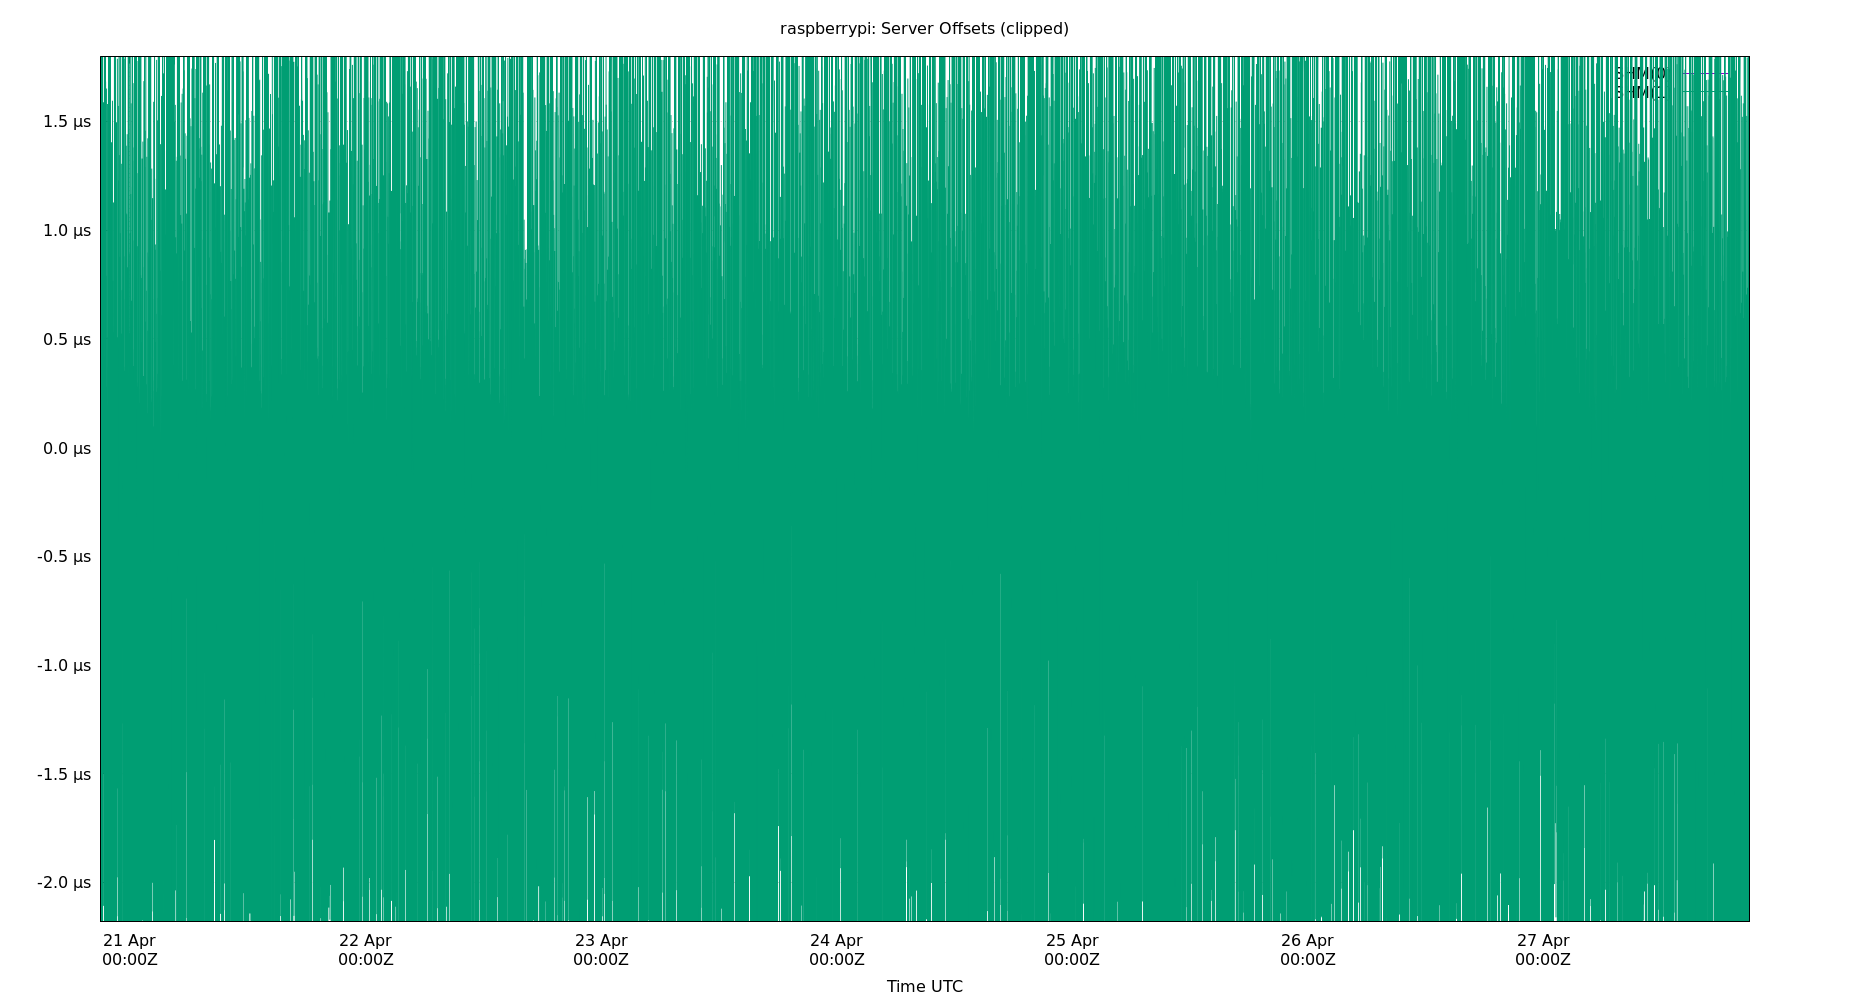 raspberrypi: Server Offsets (clipped)
1.5 µs
1.0 µs
0.5 µs
0.0 µs
-0.5 µs
-1.0 µs
-1.5 µs
-2.0 µs
21 Apr
00:00Z
22 Apr
00:00Z
23 Apr
00:00Z
24 Apr
00:00Z
25 Apr
00:00Z
26 Apr
00:00Z
27 Apr
00:00Z
Time UTC